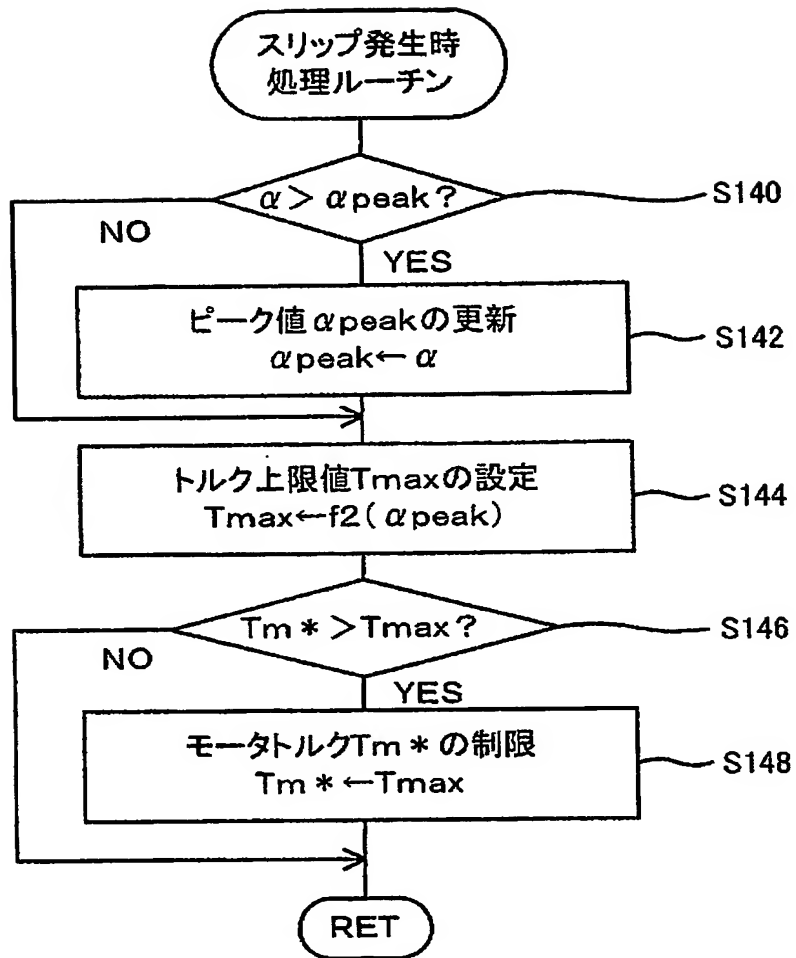 スリップ発生時
処理ルーチン
α＞αpeak？
S140
NO
YES
ピーク値αpeakの更新
αpeak←α
S142
トルク上限値Tmaxの設定
Tmax←f2(αpeak)
S144
Tm*＞Tmax？
S146
NO
YES
モータトルクTm*の制限
Tm*←Tmax
S148
RET